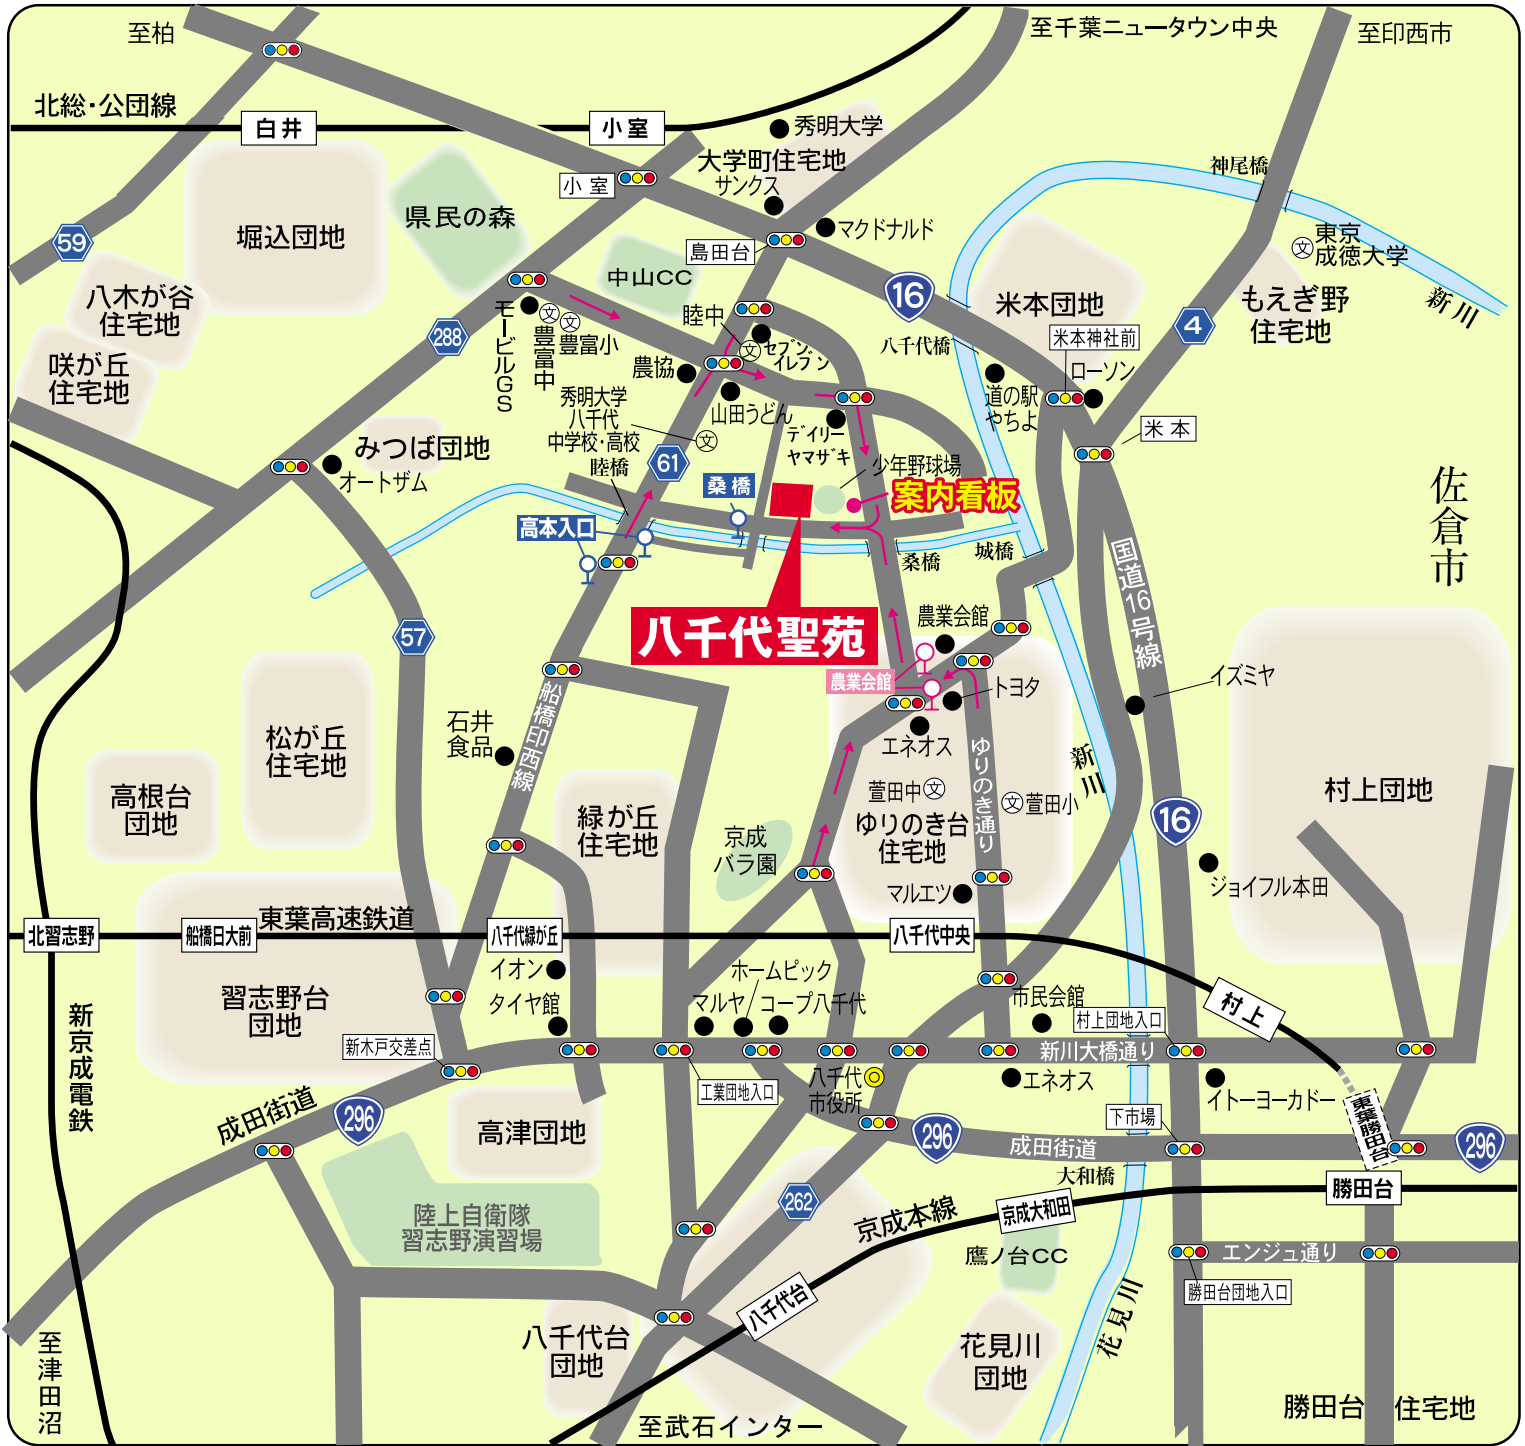 至柏
至千葉ニュータウン中央
至印西市
北総・公団線
白井
小室
秀明大学
大学町住宅地
サンクス
小室
神尾橋
59
堀込団地
県民の森
マクドナルド
島田台
中山CC
東京
成徳大学
文
16
新川
八木が谷
住宅地
モービルGS
文
文
豊富中
豊富小
睦中
文
セブン
イレブン
米本団地
もえぎ野
住宅地
4
288
八千代橋
米本神社前
咲が丘
住宅地
農協
ローソン
道の駅
やちよ
秀明大学
八千代
中学校・高校
文
山田うどん
デイリー
ヤマザキ
米本
みつば団地
オートザム
睦橋
61
桑橋
少年野球場
案内看板
佐倉市
高本入口
城橋
桑橋
国道16号線
57
八千代聖苑
農業会館
農業会館
トヨタ
イズミヤ
船橋印西線
石井
食品
エネオス
松が丘
住宅地
ゆりのき通り
新川
高根台
団地
緑が丘
住宅地
萱田中
文
文
萱田小
ゆりのき台
住宅地
京成
バラ園
16
村上団地
マルエツ
ジョイフル本田
東葉高速鉄道
北習志野
船橋日大前
八千代緑が丘
八千代中央
イオン
ホームピック
タイヤ館
マルヤ
コープ八千代
習志野台
団地
市民会館
村上
村上団地入口
新京成電鉄
新木戸交差点
新川大橋通り
工業団地入口
八千代
市役所
エネオス
イトーヨーカドー
成田街道
296
高津団地
下市場
東葉勝田台
296
成田街道
296
大和橋
陸上自衛隊
習志野演習場
262
京成本線
京成大和田
勝田台
鷹ノ台CC
エンジュ通り
勝田台団地入口
八千代台
花見川
至津田沼
八千代台
団地
花見川
団地
至武石インター
勝田台
住宅地